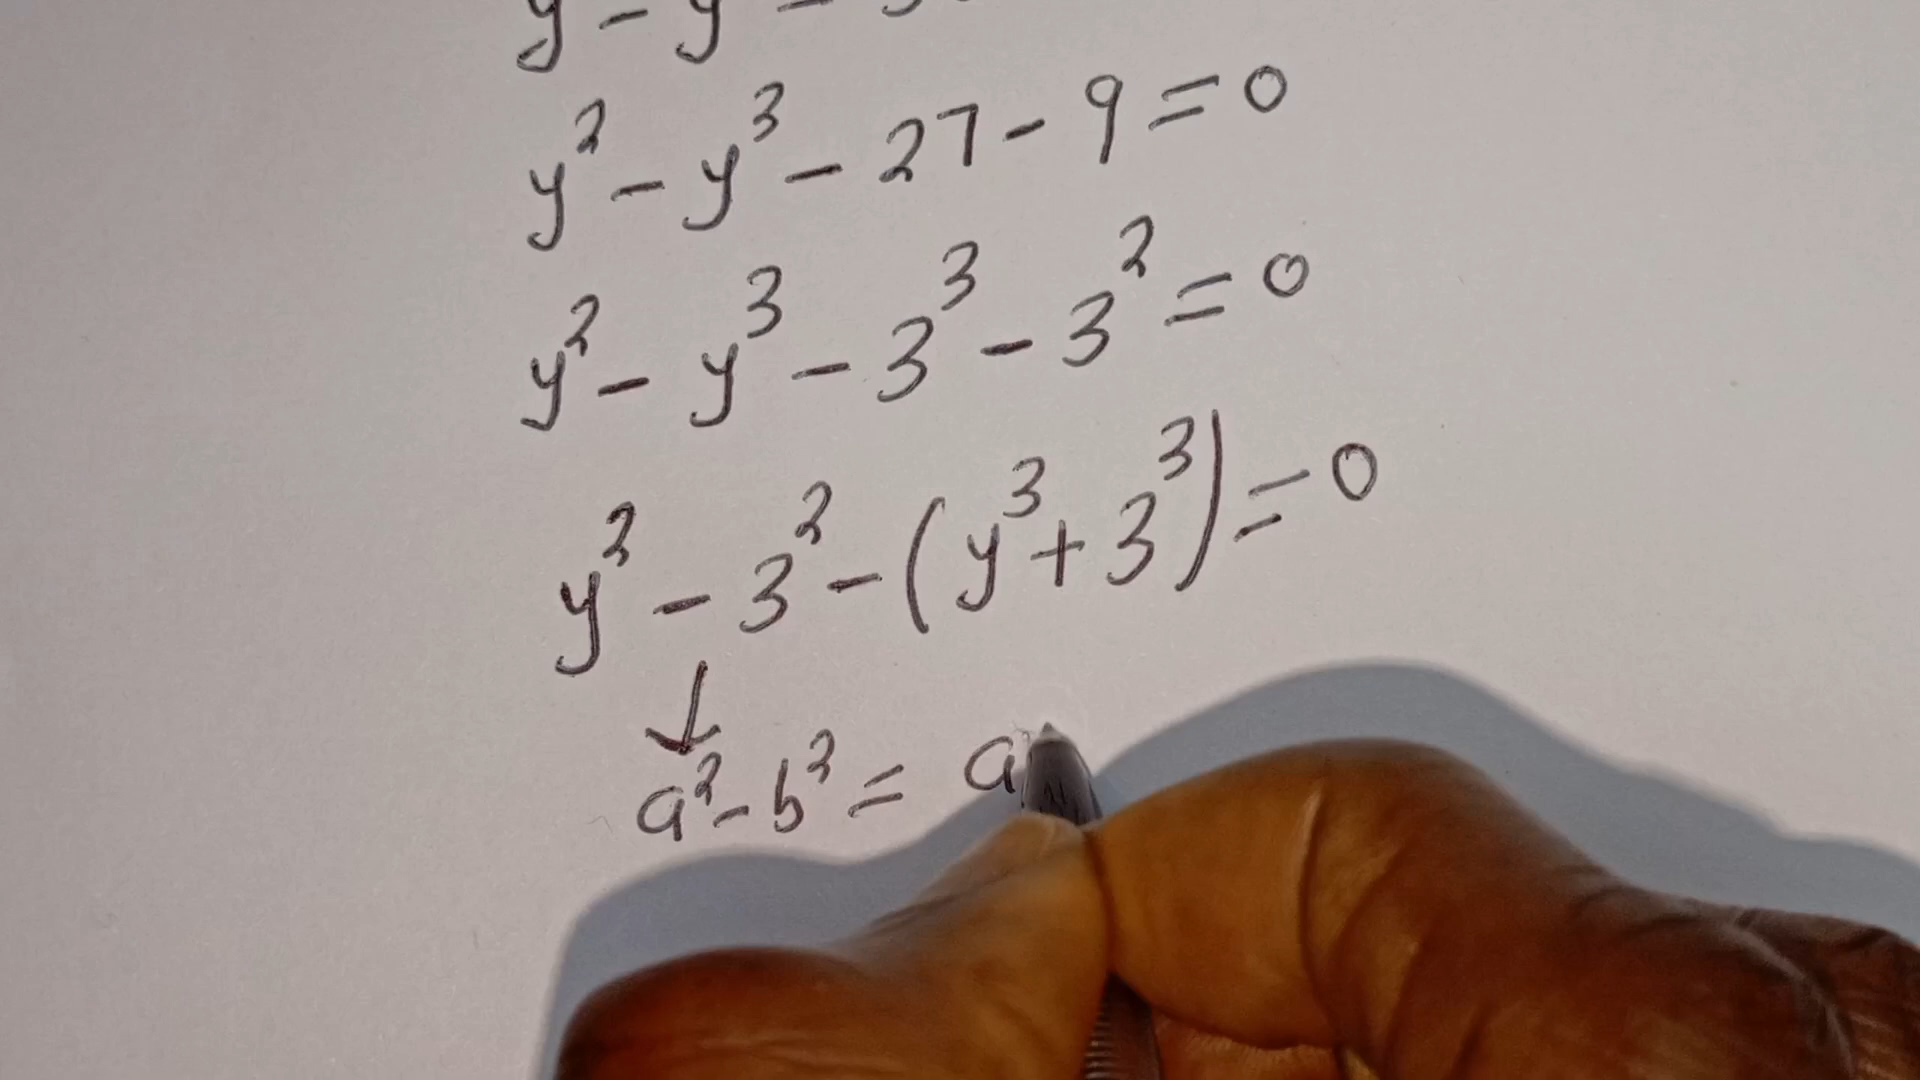 y² - y³ - 27 - 9 = 0
y² - y³ - 3³ - 3² = 0
y² - 3² - (y³ + 3³) = 0
↓
a² - b² = a